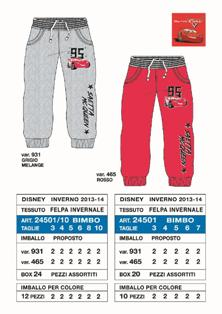 95
SAETTA
McQUEEN
var. 931
GRIGIO
MELANGE
95
SAETTA
McQUEEN
var. 465
ROSSO
DISNEY INVERNO 2013-14
TESSUTO FELPA INVERNALE
ART. 24501/10 BIMBO
TAGLIE 3 4 5 6 8 10
IMBALLO PROPOSTO
var. 931 2 2 2 2 2 2
var. 465 2 2 2 2 2 2
BOX 24 PEZZI ASSORTITI
IMBALLO PER COLORE
12 PEZZI 2 2 2 2 2 2
DISNEY INVERNO 2013-14
TESSUTO FELPA INVERNALE
ART. 24501 BIMBO
TAGLIE 3 4 5 6 7
IMBALLO PROPOSTO
var. 931 2 2 2 2 2
var. 465 2 2 2 2 2
BOX 20 PEZZI ASSORTITI
IMBALLO PER COLORE
10 PEZZI 2 2 2 2 2